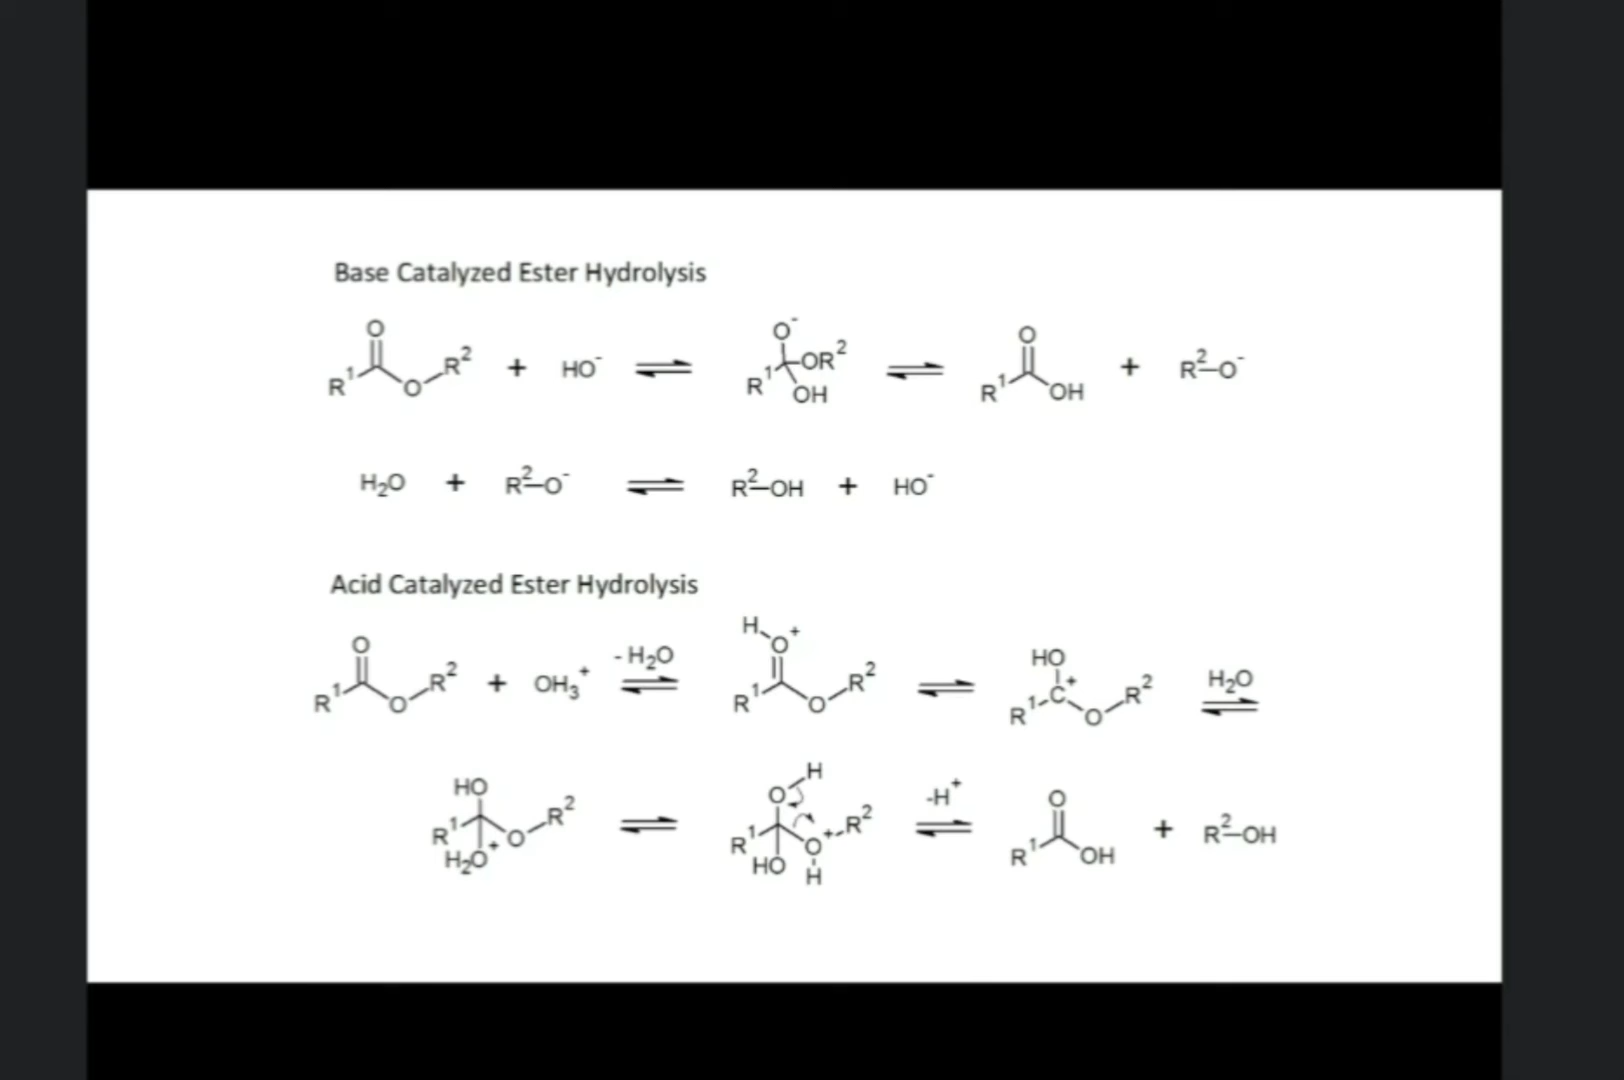 Base Catalyzed Ester Hydrolysis
O R¹ O R² + HO⁻ ⇌ O⁻ R¹ OR² OH ⇌ O R¹ OH + R²–O⁻
H₂O + R²–O⁻ ⇌ R²–OH + HO⁻
Acid Catalyzed Ester Hydrolysis
O R¹ O R² + OH₃⁺ - H₂O ⇌ H O⁺ R¹ O R² ⇌ HO R¹ C⁺ O R² H₂O ⇌
HO R¹ H₂O⁺ O R² ⇌ O H R¹ HO O⁺ H R² -H⁺ ⇌ O R¹ OH + R²–OH